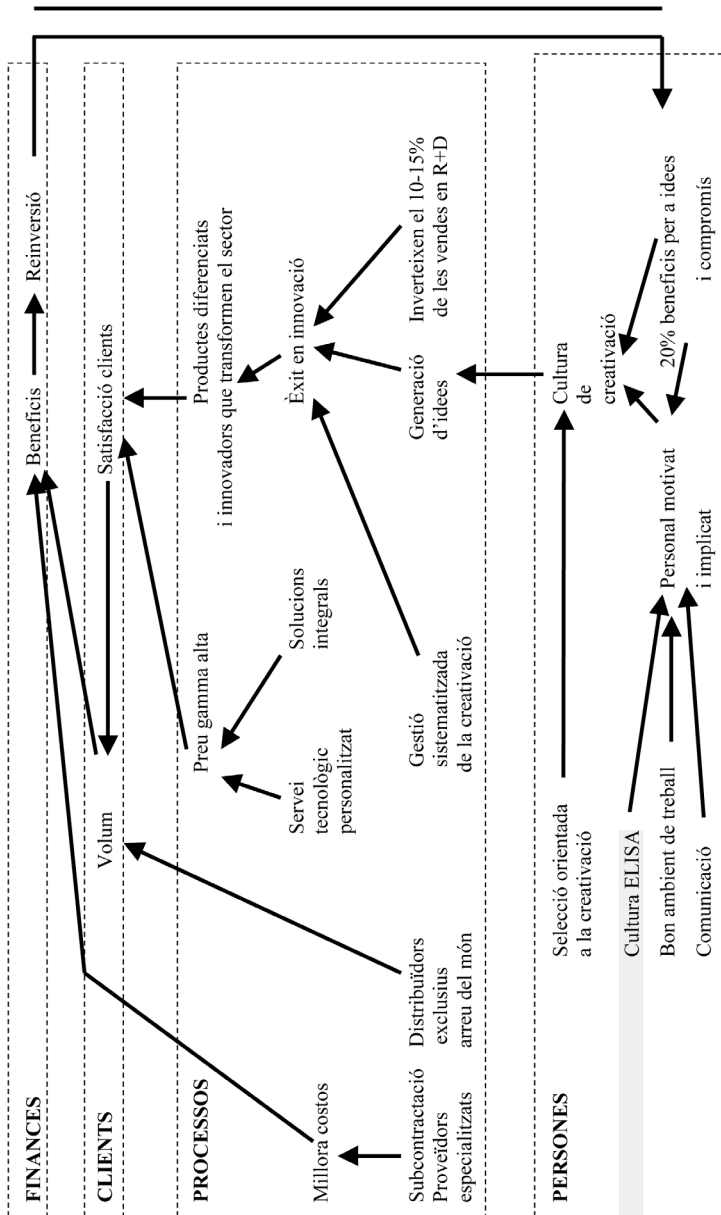 FINANCES
Beneficis
Reinversió
CLIENTS
Volum
Satisfacció clients
PROCESSOS
Preu gamma alta
Productes diferenciats
i innovadors que transformen el sector
Servei
tecnològic
personalitzat
Solucions
integrals
Èxit en innovació
Millora costos
Subcontractació
Proveïdors
especialitzats
Distribuïdors
exclusius
arreu del món
Gestió
sistematitzada
de la creativació
Generació
d’idees
Inverteixen el 10-15%
de les vendes en R+D
PERSONES
Selecció orientada
a la creativació
Cultura
de
creativació
Cultura ELISA
Bon ambient de treball
Comunicació
Personal motivat
i implicat
20% beneficis per a idees
i compromís